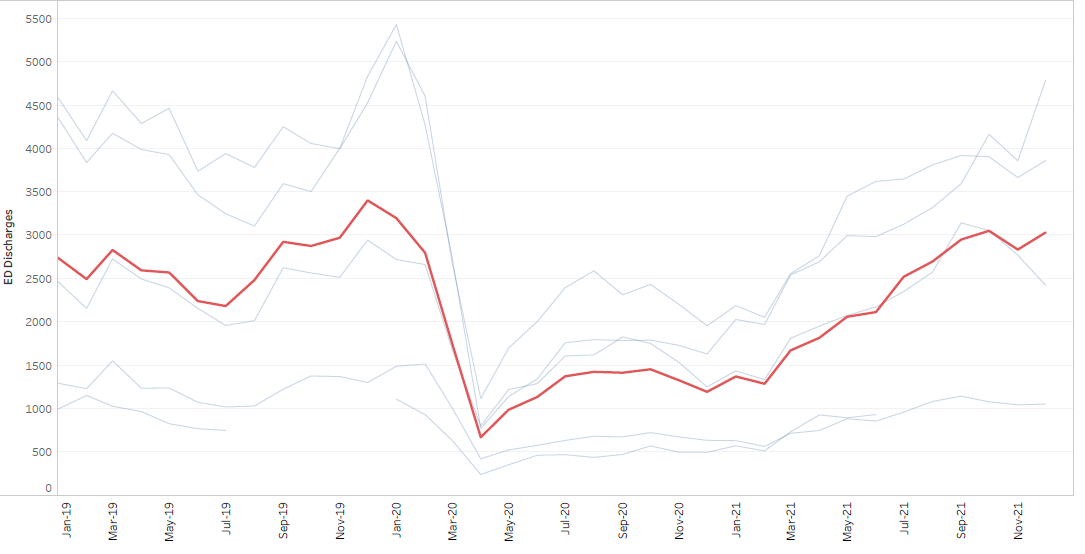 ED Discharges
5500
5000
4500
4000
3500
3000
2500
2000
1500
1000
500
0
Jan-19
Mar-19
May-19
Jul-19
Sep-19
Nov-19
Jan-20
Mar-20
May-20
Jul-20
Sep-20
Nov-20
Jan-21
Mar-21
May-21
Jul-21
Sep-21
Nov-21